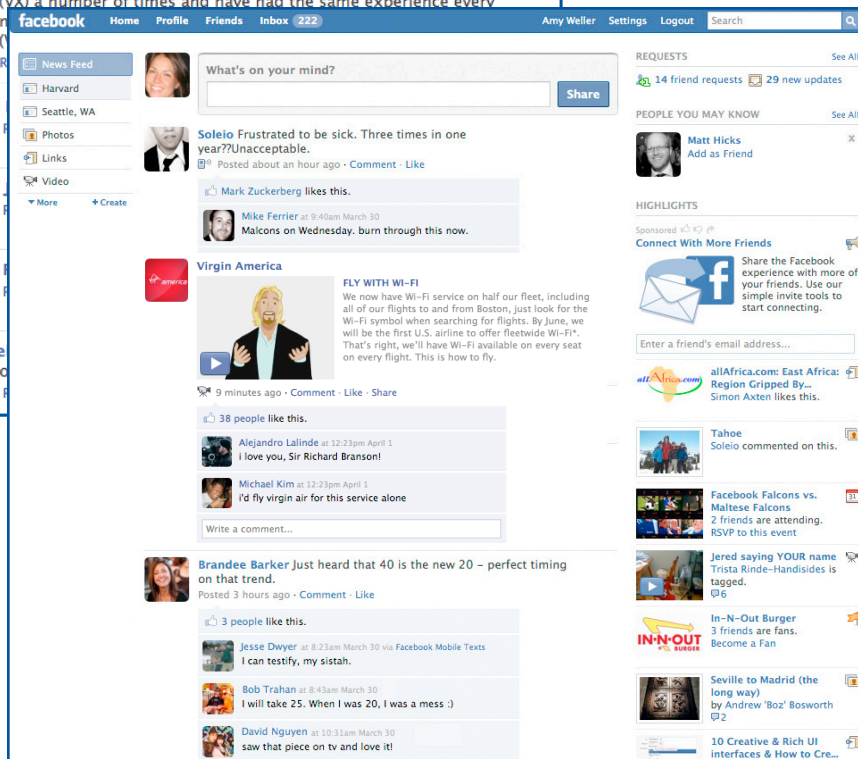 (VX) a number of times and have had the same experience every
facebook Home Profile Friends Inbox 222 Amy Weller Settings Logout Search
News Feed
Harvard
Seattle, WA
Photos
Links
Video
More + Create
What's on your mind?
Share
Soleio Frustrated to be sick. Three times in one
year??Unacceptable.
Posted about an hour ago · Comment · Like
Mark Zuckerberg likes this.
Mike Ferrier at 9:40am March 30
Malcons on Wednesday. burn through this now.
Virgin America
america
FLY WITH WI-FI
We now have Wi-Fi service on half our fleet, including
all of our flights to and from Boston, just look for the
Wi-Fi symbol when searching for flights. By June, we
will be the first U.S. airline to offer fleetwide Wi-Fi*.
That's right, we'll have Wi-Fi available on every seat
on every flight. This is how to fly.
9 minutes ago · Comment · Like · Share
38 people like this.
Alejandro Lalinde at 12:23pm April 1
i love you, Sir Richard Branson!
Michael Kim at 12:23pm April 1
i'd fly virgin air for this service alone
Write a comment...
Brandee Barker Just heard that 40 is the new 20 – perfect timing
on that trend.
Posted 3 hours ago · Comment · Like
3 people like this.
Jesse Dwyer at 8:23am March 30 via Facebook Mobile Texts
I can testify, my sistah.
Bob Trahan at 8:43am March 30
I will take 25. When I was 20, I was a mess :)
David Nguyen at 10:31am March 30
saw that piece on tv and love it!
REQUESTS See All
14 friend requests 29 new updates
PEOPLE YOU MAY KNOW See All
Matt Hicks x
Add as Friend
HIGHLIGHTS
Sponsored
Connect With More Friends
Share the Facebook
experience with more of
your friends. Use our
simple invite tools to
start connecting.
Enter a friend's email address...
allAfrica.com
allAfrica.com: East Africa:
Region Gripped By...
Simon Axten likes this.
Tahoe
Soleio commented on this.
Facebook Falcons vs.
Maltese Falcons
31
2 friends are attending.
RSVP to this event
Jered saying YOUR name
Trista Rinde-Handisides is
tagged.
6
IN-N-OUT
BURGER
In-N-Out Burger
3 friends are fans.
Become a Fan
Seville to Madrid (the
long way)
by Andrew 'Boz' Bosworth
2
10 Creative & Rich UI
interfaces & How to Cre...